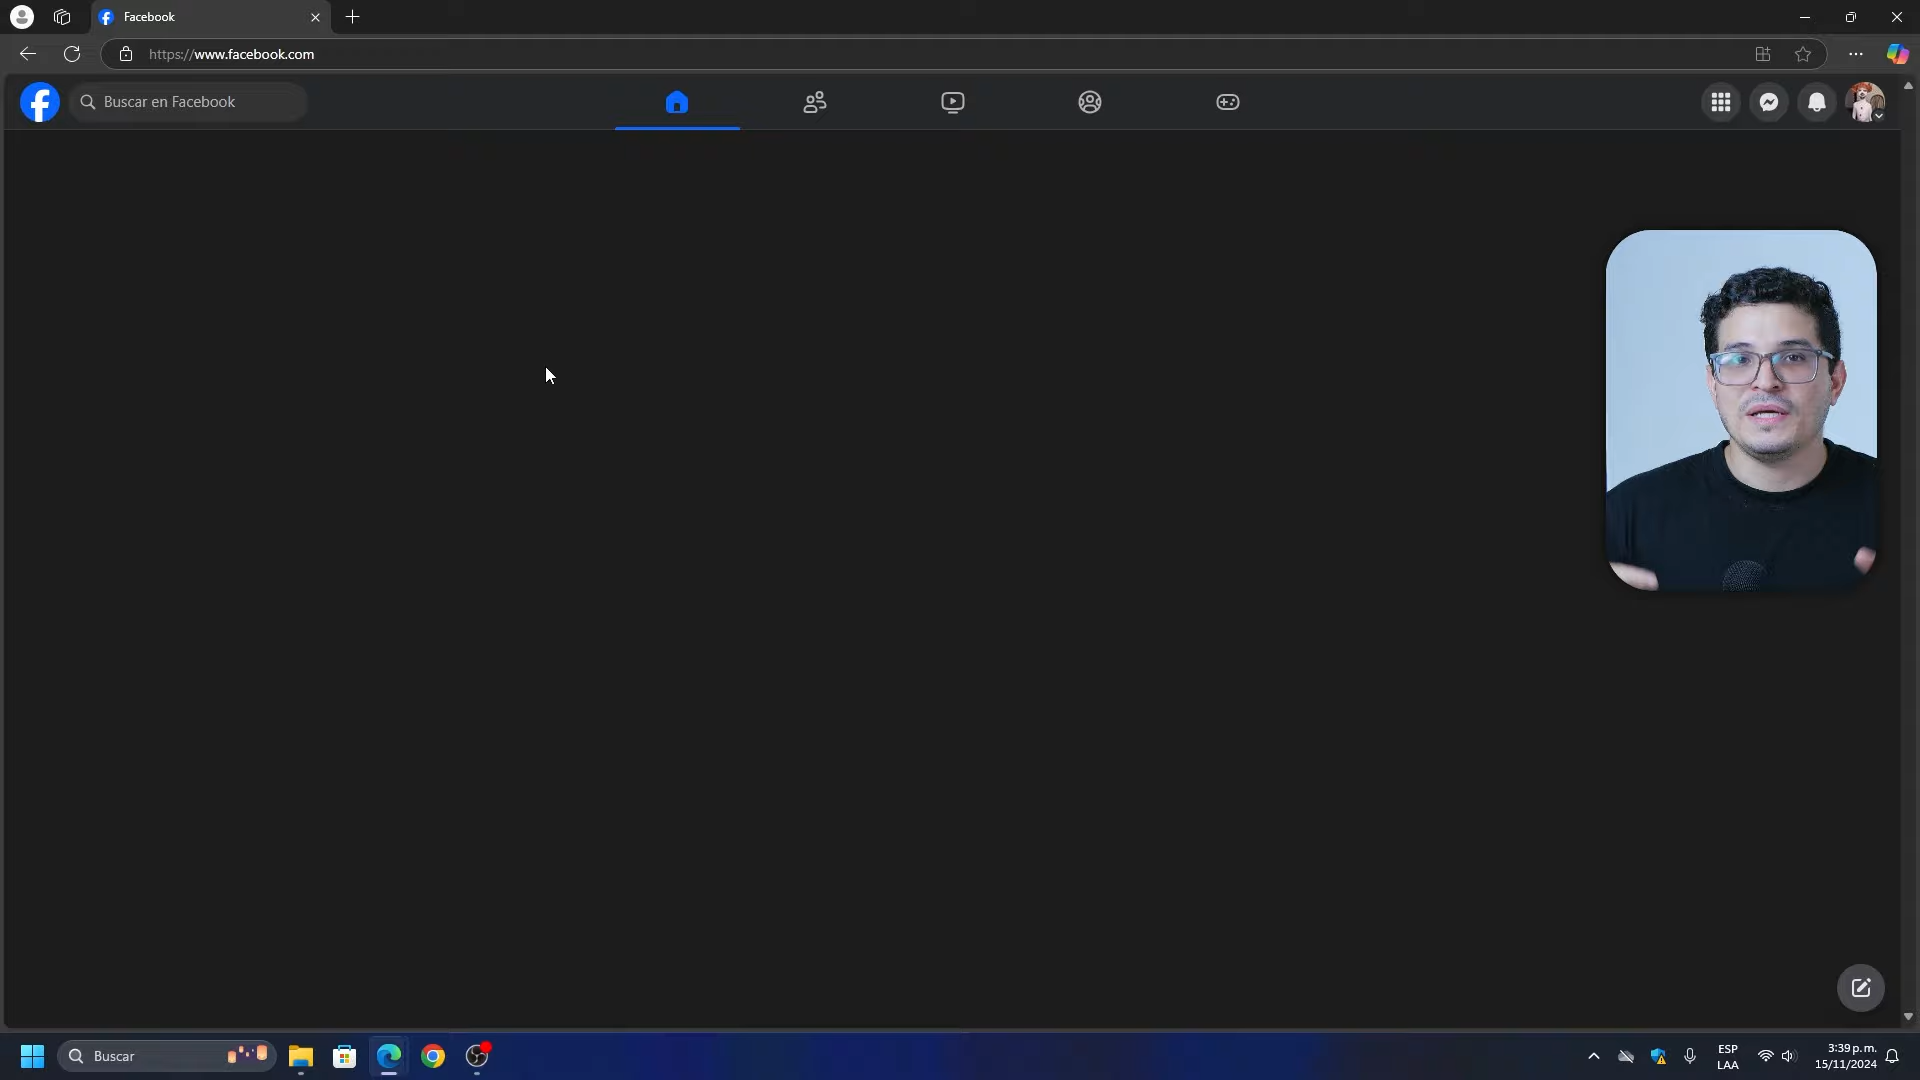 Facebook
https://www.facebook.com
Buscar en Facebook
Buscar
ESP
LAA
3:39 p. m.
15/11/2024